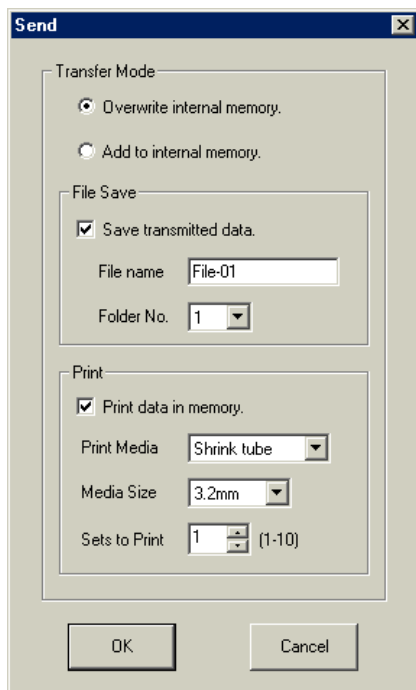 Send
Transfer Mode
Overwrite internal memory.
Add to internal memory.
File Save
Save transmitted data.
File name File-01
Folder No. 1
Print
Print data in memory.
Print Media Shrink tube
Media Size 3.2mm
Sets to Print 1 (1-10)
OK Cancel